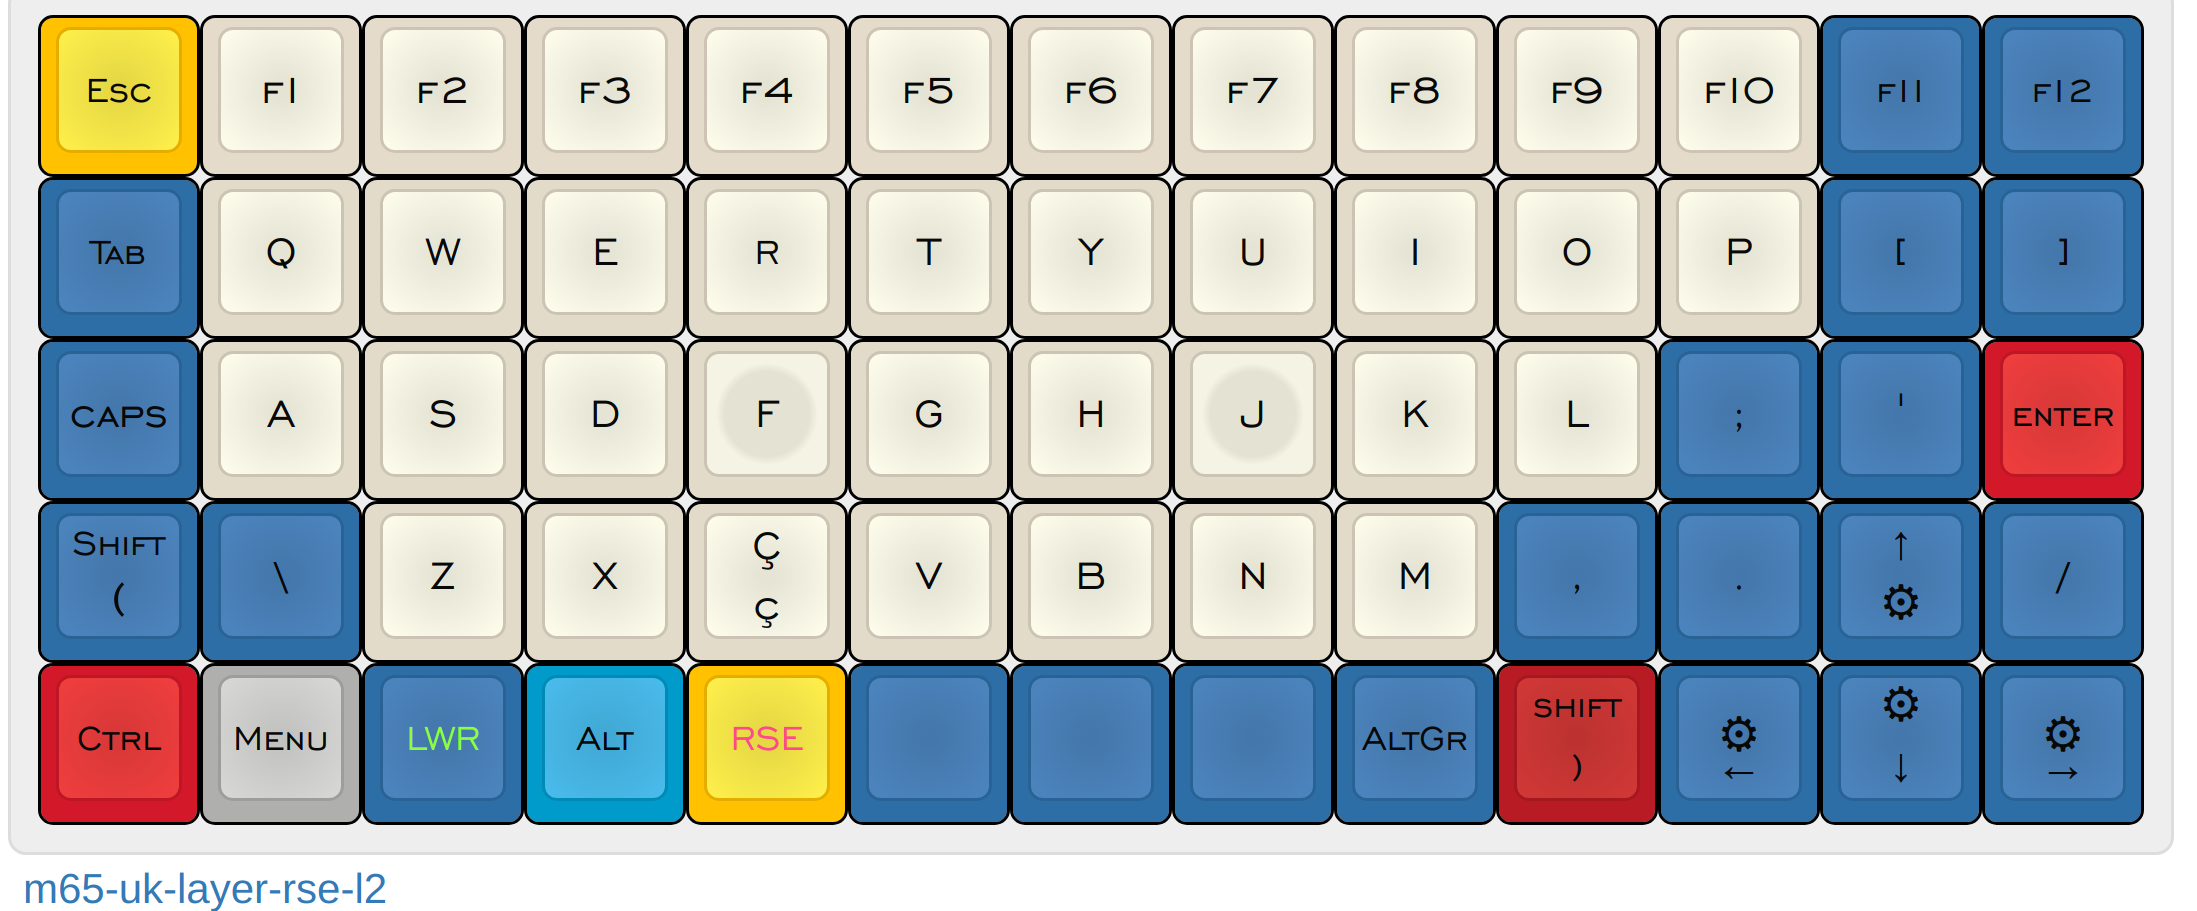 Esc F1 F2 F3 F4 F5 F6 F7 F8 F9 F10 F11 F12
Tab Q W E R T Y U I O P [ ]
CAPS A S D F G H J K L ; ' ENTER
Shift ( \ Z X Ç ç V B N M , . ↑ ⚙ /
Ctrl Menu LWR Alt RSE AltGr SHIFT ) ⚙ ← ⚙ ↓ ⚙ →
m65-uk-layer-rse-l2